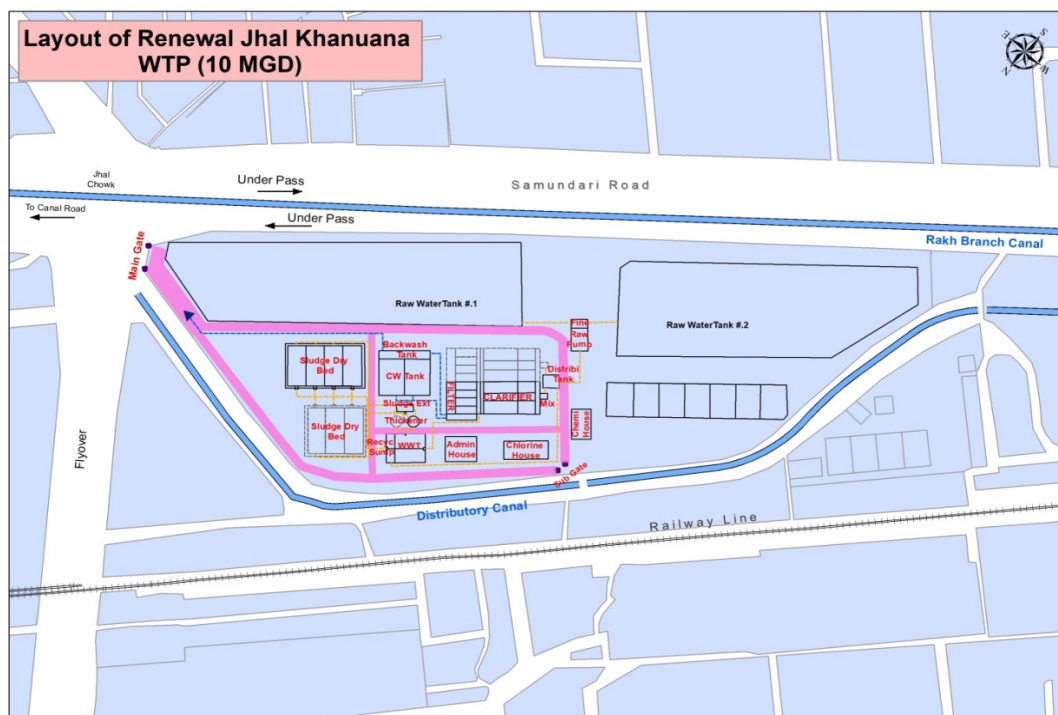 Layout of Renewal Jhal Khanuana
WTP (10 MGD)
S
E
W
N
Jhal
Chowk
Under Pass
Samundari Road
To Canal Road
Under Pass
Rakh Branch Canal
Main Gate
Raw WaterTank #.1
Raw WaterTank #.2
Fine
Raw
Pump
Backwash
Tank
Sludge Dry
Bed
CW Tank
Distribi
Tank
FILTER
CLARIFIER
Mix
Sludge Ext
Thickener
Sludge Dry
Bed
Chemi
House
Recyc
Sump
WWT
Admin
House
Chlorine
House
Sub Gate
Flyover
Distributory Canal
Railway Line